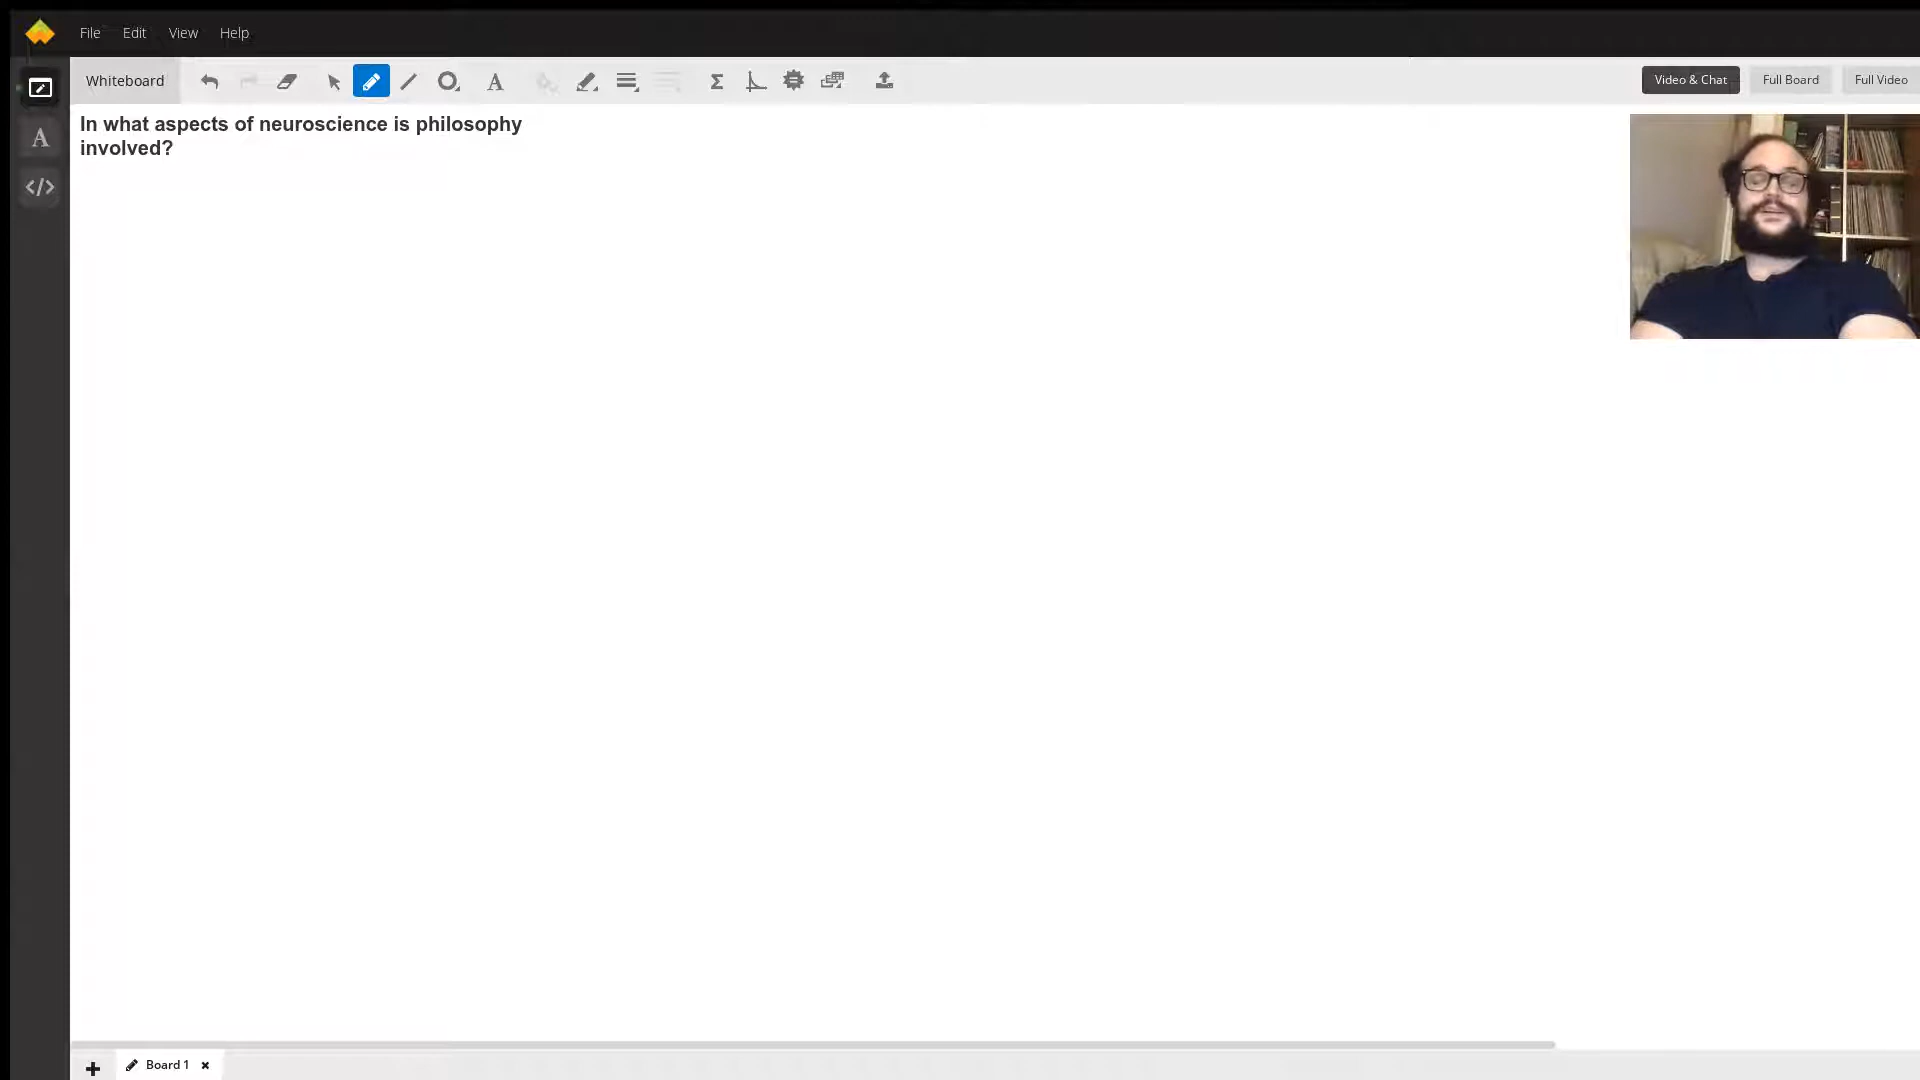 File Edit View Help
Whiteboard A Σ Video & Chat Full Board Full Video
A
</>
In what aspects of neuroscience is philosophy
involved?
Board 1